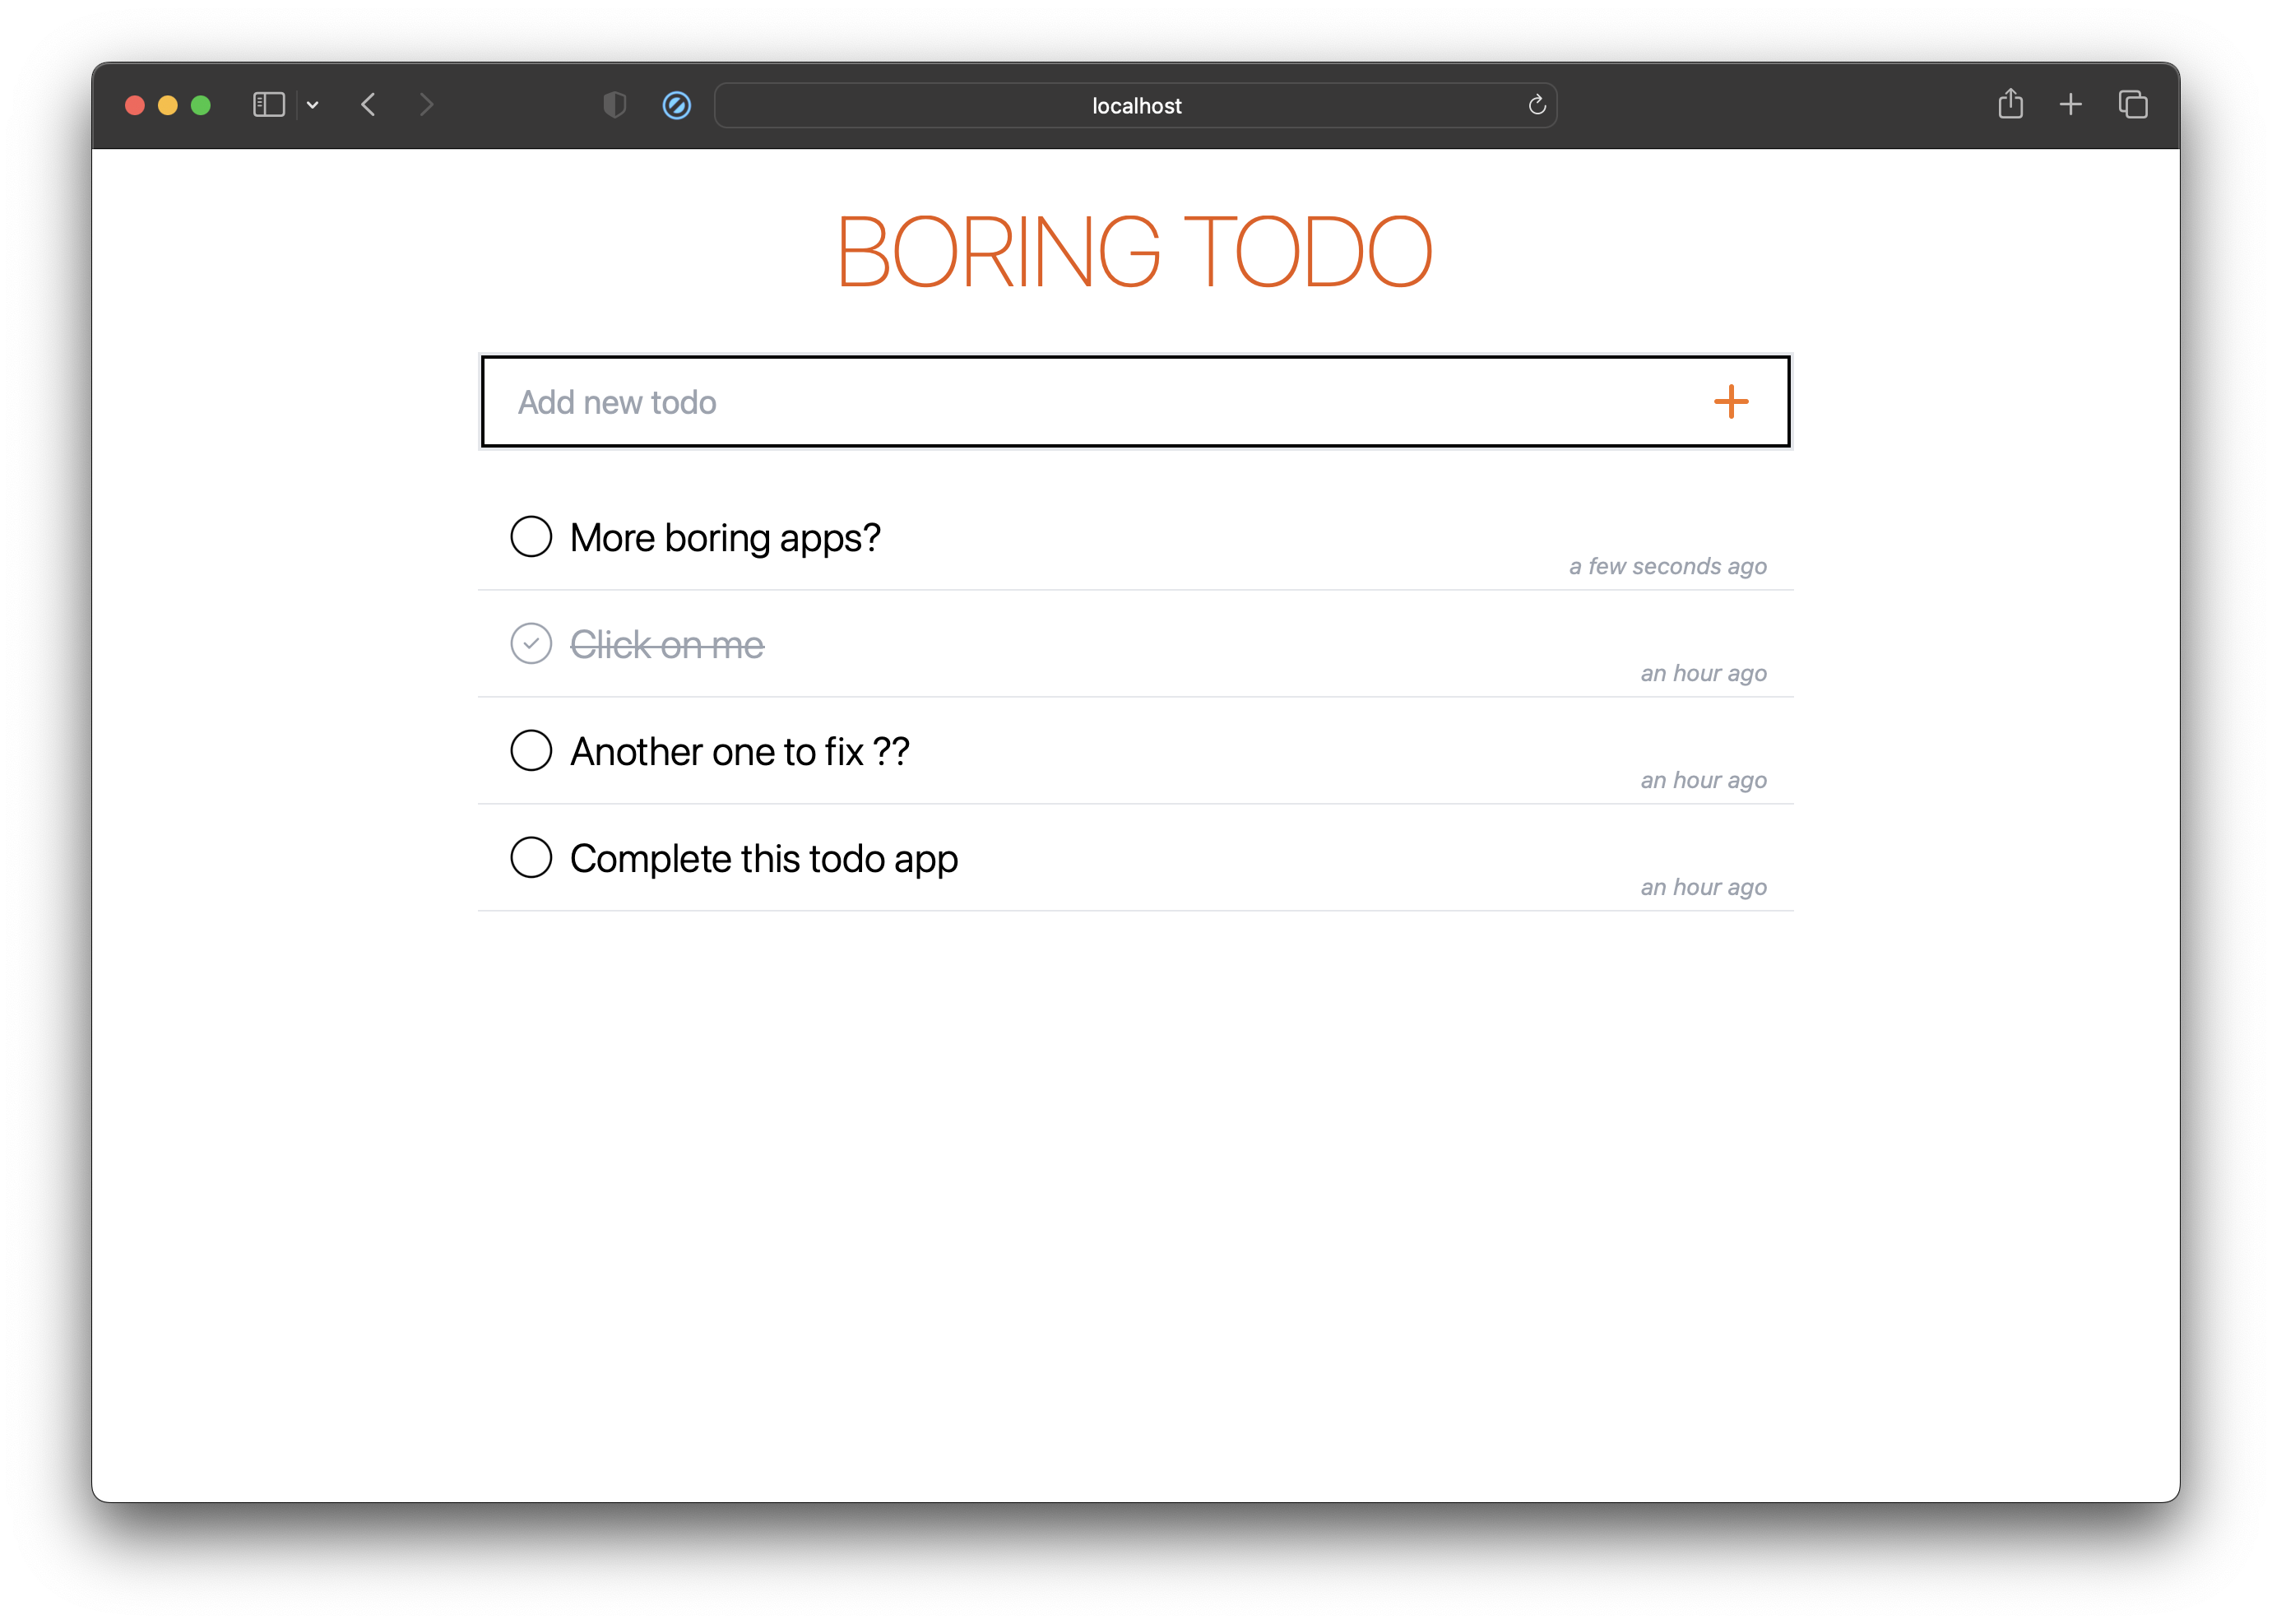 localhost
BORING TODO
Add new todo
More boring apps?
a few seconds ago
Click on me
an hour ago
Another one to fix ??
an hour ago
Complete this todo app
an hour ago